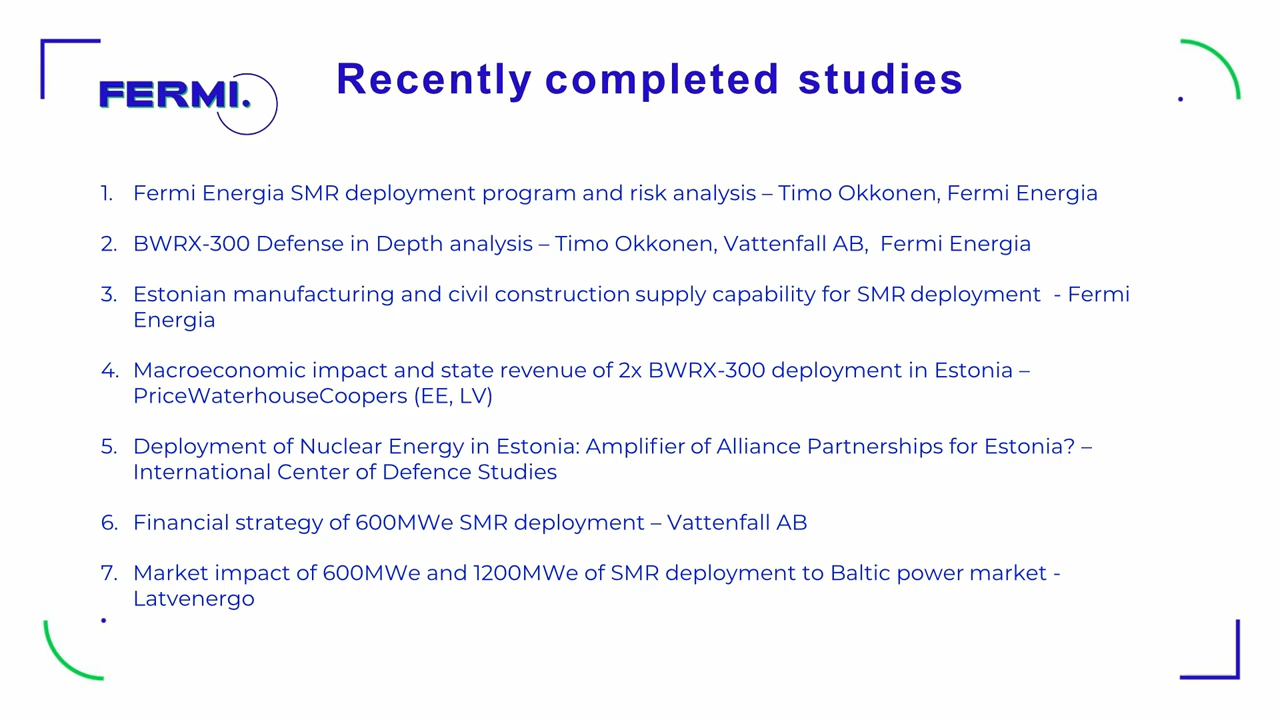 FERMI.
Recently completed studies
1. Fermi Energia SMR deployment program and risk analysis – Timo Okkonen, Fermi Energia
2. BWRX-300 Defense in Depth analysis – Timo Okkonen, Vattenfall AB,  Fermi Energia
3. Estonian manufacturing and civil construction supply capability for SMR deployment  - Fermi
Energia
4. Macroeconomic impact and state revenue of 2x BWRX-300 deployment in Estonia –
PriceWaterhouseCoopers (EE, LV)
5. Deployment of Nuclear Energy in Estonia: Amplifier of Alliance Partnerships for Estonia? –
International Center of Defence Studies
6. Financial strategy of 600MWe SMR deployment – Vattenfall AB
7. Market impact of 600MWe and 1200MWe of SMR deployment to Baltic power market -
Latvenergo